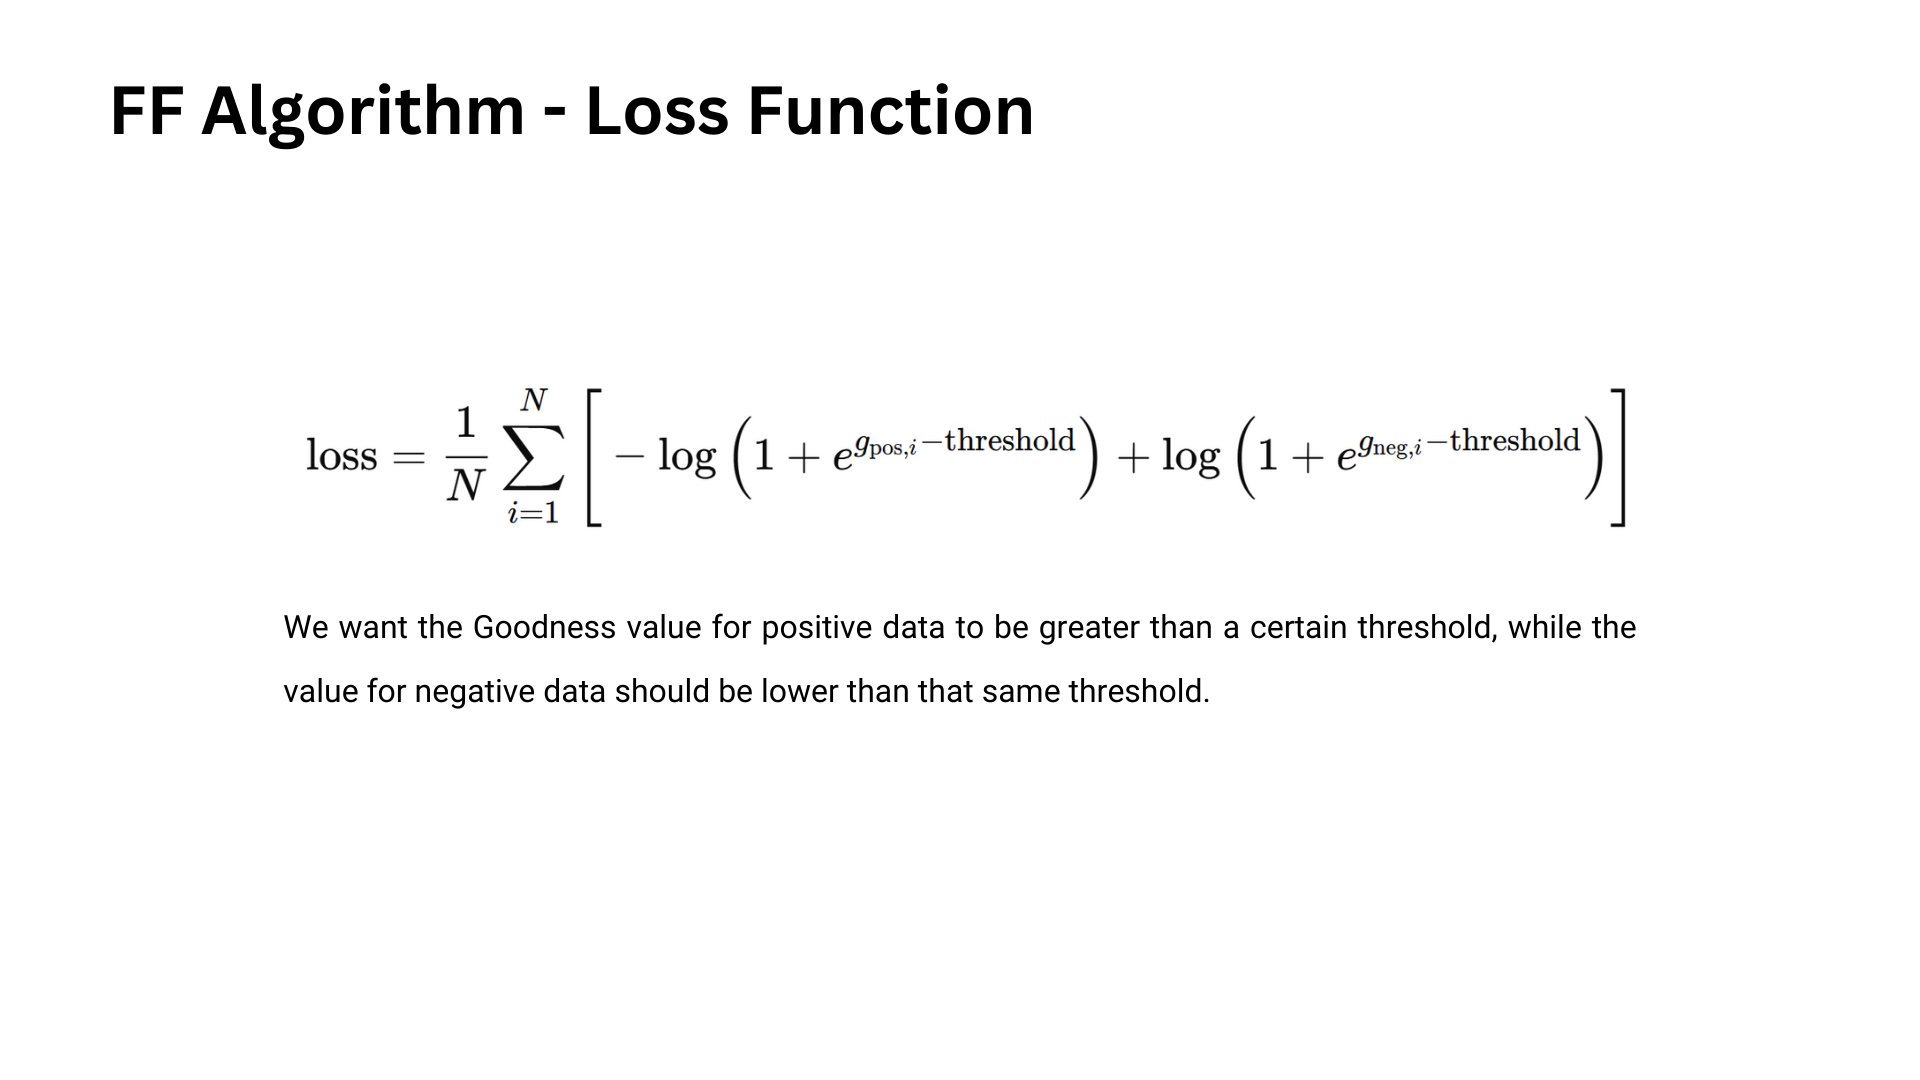 FF Algorithm - Loss Function
loss = \frac{1}{N} \sum_{i=1}^{N} \left[ - \log \left( 1 + e^{g_{\text{pos},i} - \text{threshold}} \right) + \log \left( 1 + e^{g_{\text{neg},i} - \text{threshold}} \right) \right]
We want the Goodness value for positive data to be greater than a certain threshold, while the
value for negative data should be lower than that same threshold.